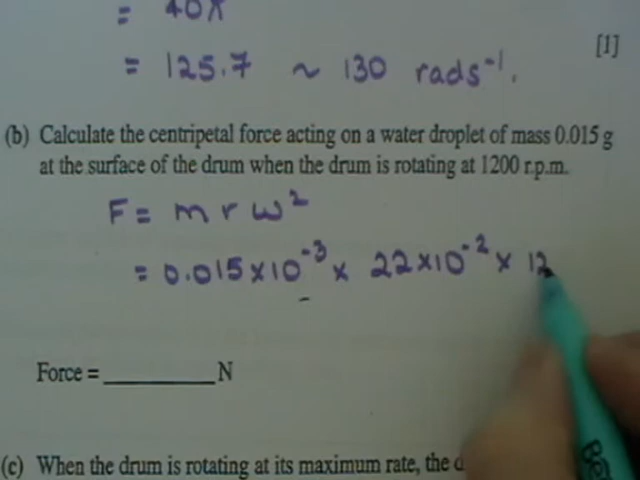 = 40π
= 125.7 ~ 130 rads⁻¹.
[1]
(b) Calculate the centripetal force acting on a water droplet of mass 0.015 g
at the surface of the drum when the drum is rotating at 1200 r.p.m.
F = m r ω²
= 0.015 × 10⁻³ × 22 × 10⁻² × 12
Force = ________ N
(c) When the drum is rotating at its maximum rate, the